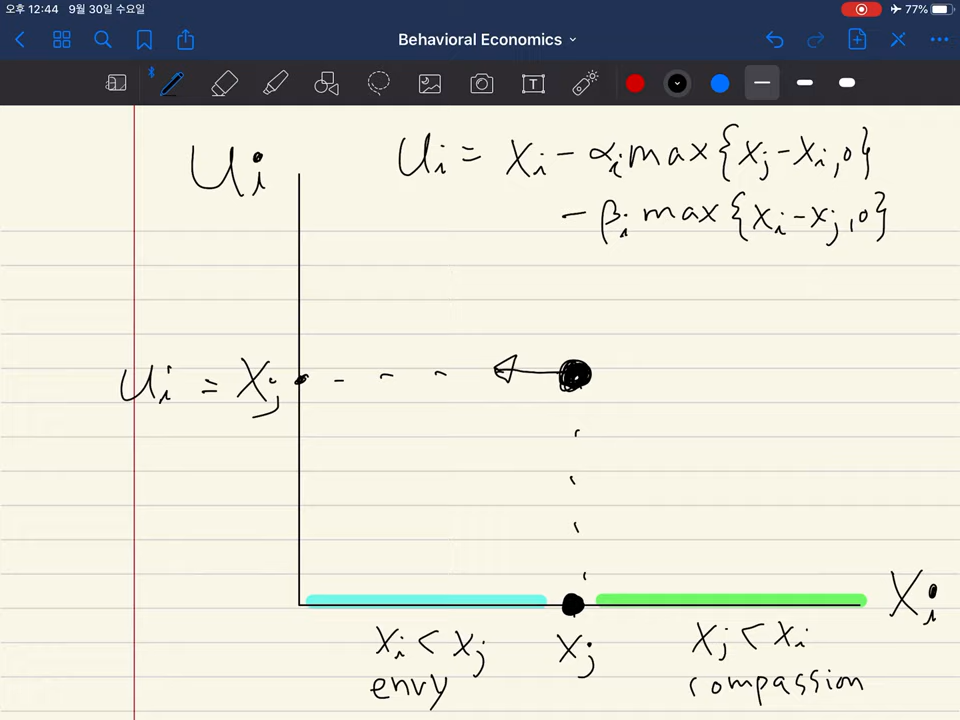 오후 12:44 9월 30일 수요일
77%
Behavioral Economics
T
Ui
Ui = Xi - αi max{Xj - Xi, 0}
- βi max{Xi - Xj, 0}
Ui = Xj
Xi
Xi < Xj
Xj
Xj < Xi
envy
compassion